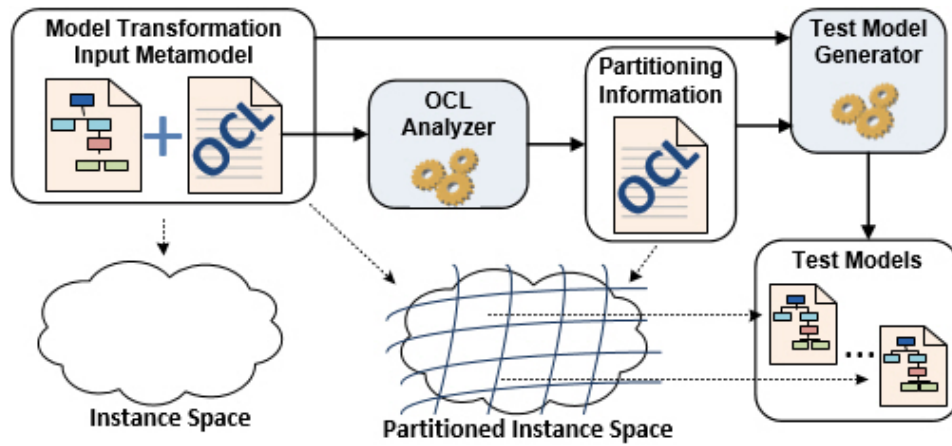 Model Transformation
Input Metamodel
OCL
OCL
Analyzer
Partitioning
Information
OCL
Test Model
Generator
Test Models
...
Instance Space
Partitioned Instance Space